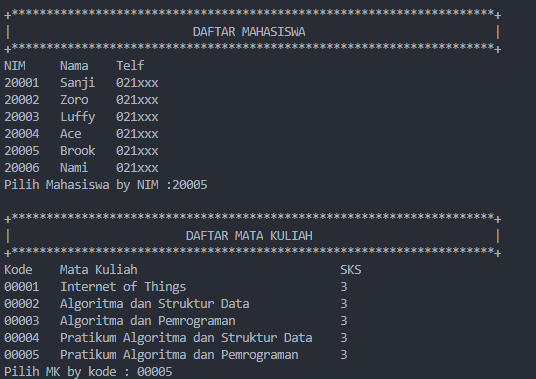 +*********************************************************************+
| DAFTAR MAHASISWA |
+*********************************************************************+
NIM Nama Telf
20001 Sanji 021xxx
20002 Zoro 021xxx
20003 Luffy 021xxx
20004 Ace 021xxx
20005 Brook 021xxx
20006 Nami 021xxx
Pilih Mahasiswa by NIM :20005
+*********************************************************************+
| DAFTAR MATA KULIAH |
+*********************************************************************+
Kode Mata Kuliah SKS
00001 Internet of Things 3
00002 Algoritma dan Struktur Data 3
00003 Algoritma dan Pemrograman 3
00004 Pratikum Algoritma dan Struktur Data 3
00005 Pratikum Algoritma dan Pemrograman 3
Pilih MK by kode : 00005